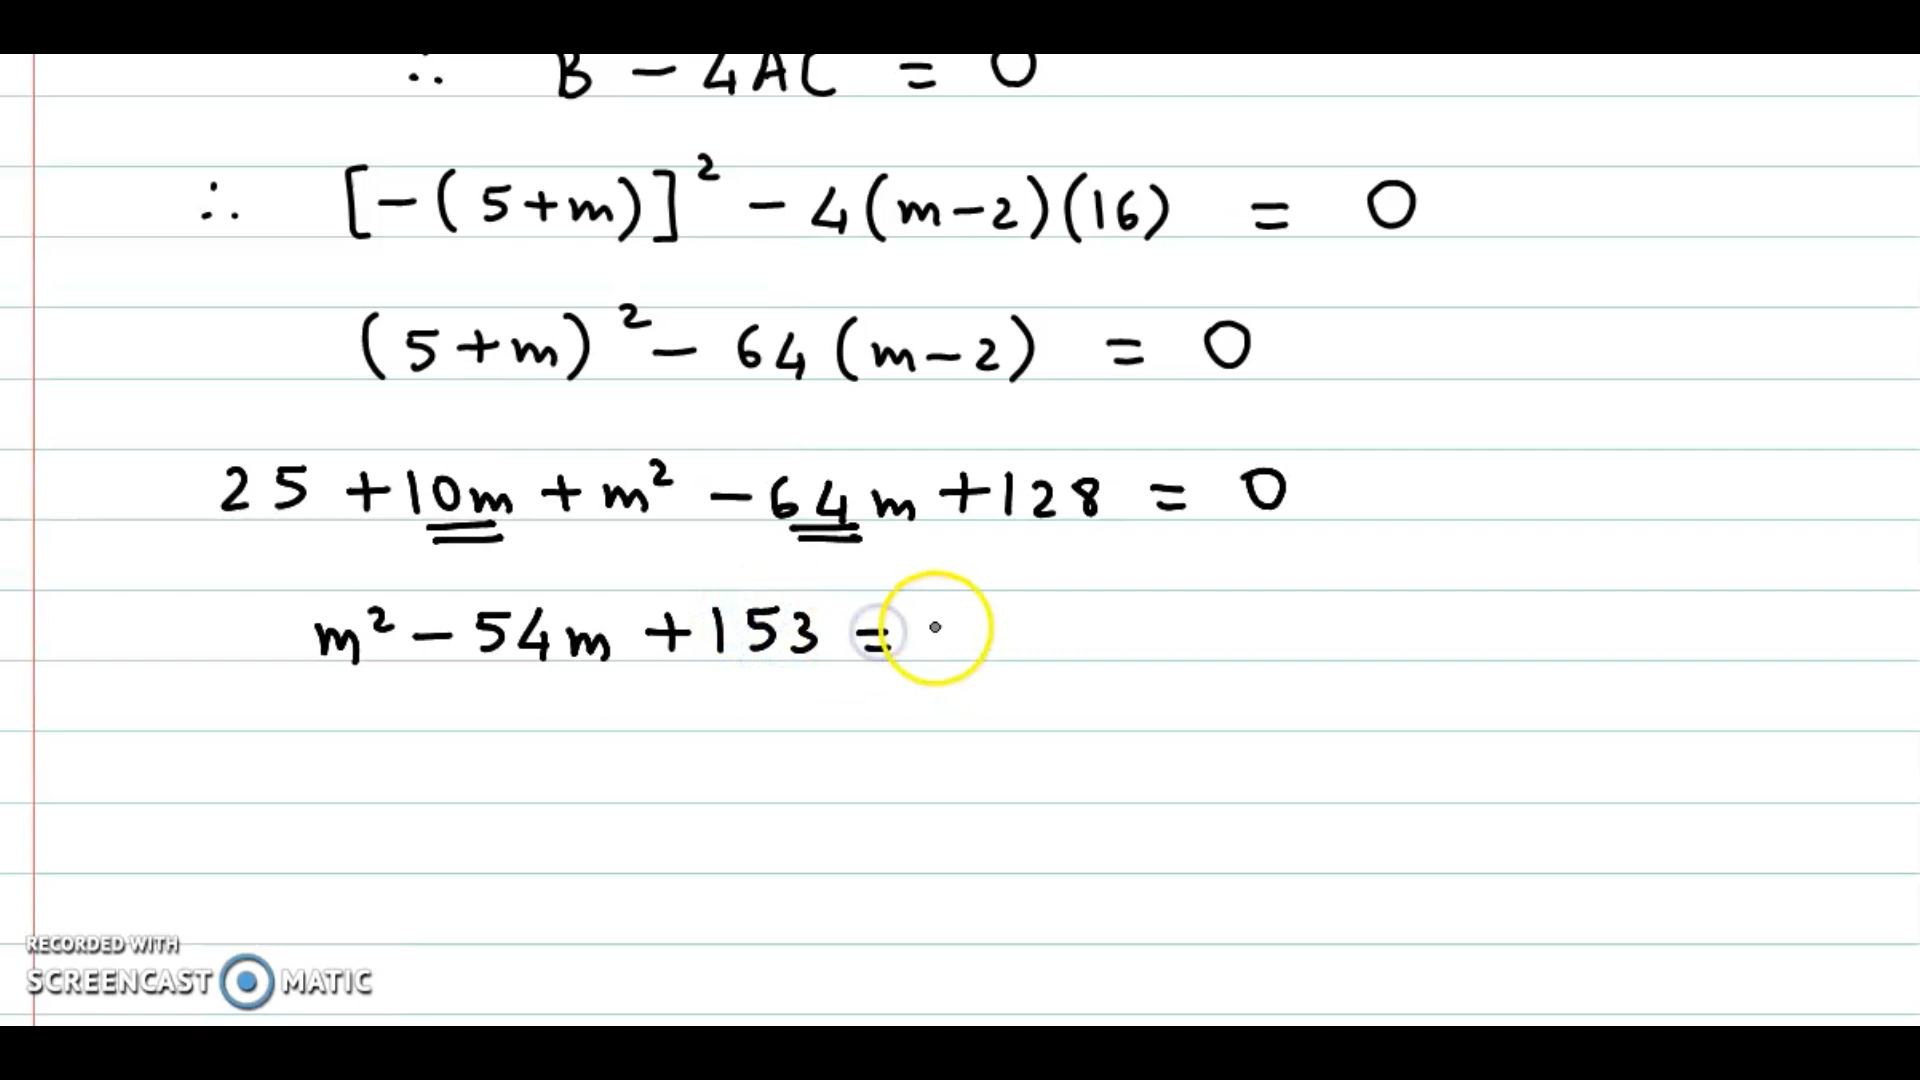 ∴ B - 4AC = 0
∴ [-(5+m)]² - 4(m-2)(16) = 0
(5+m)² - 64(m-2) = 0
25 +10m + m² - 64m +128 = 0
m² - 54m +153 =
RECORDED WITH
SCREENCAST MATIC